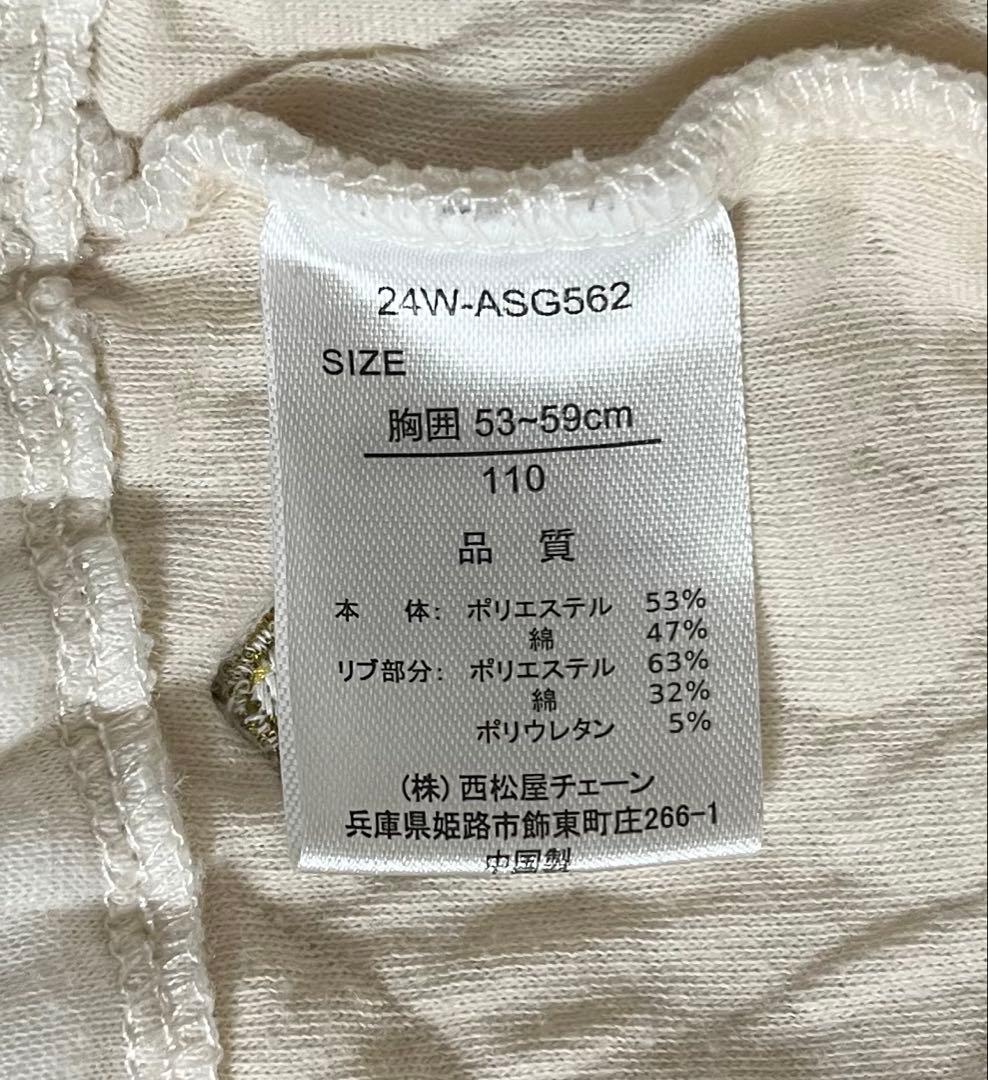 24W-ASG562
SIZE
胸囲 53~59cm
110
品 質
本 体: ポリエステル 53%
綿 47%
リブ部分: ポリエステル 63%
綿 32%
ポリウレタン 5%
(株)西松屋チェーン
兵庫県姫路市飾東町庄266-1
中国製